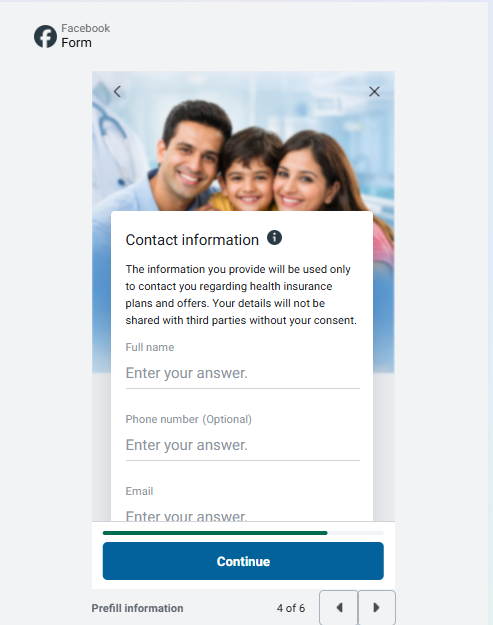 Facebook
Form
Contact information
The information you provide will be used only
to contact you regarding health insurance
plans and offers. Your details will not be
shared with third parties without your consent.
Full name
Enter your answer.
Phone number (Optional)
Enter your answer.
Email
Enter your answer.
Continue
Prefill information
4 of 6